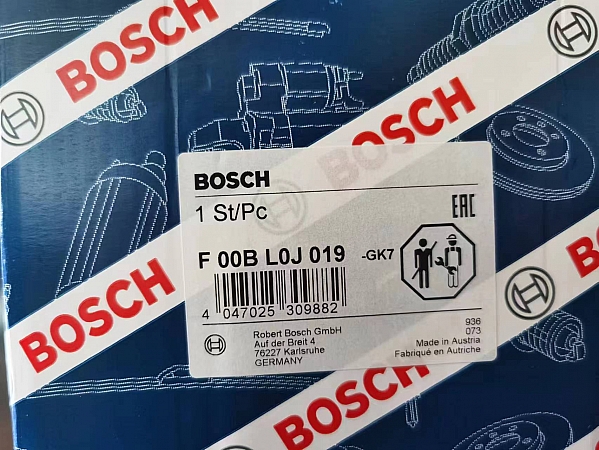 BOSCH
BOSCH
BOSCH
BOSCH
1 St/Pc
EAC
F 00B L0J 019
-GK7
4 047025 309882
Robert Bosch GmbH
Auf der Breit 4
76227 Karlsruhe
GERMANY
936
073
Made in Austria
Fabriqué en Autriche
BOSCH
BOSCH
BOSCH